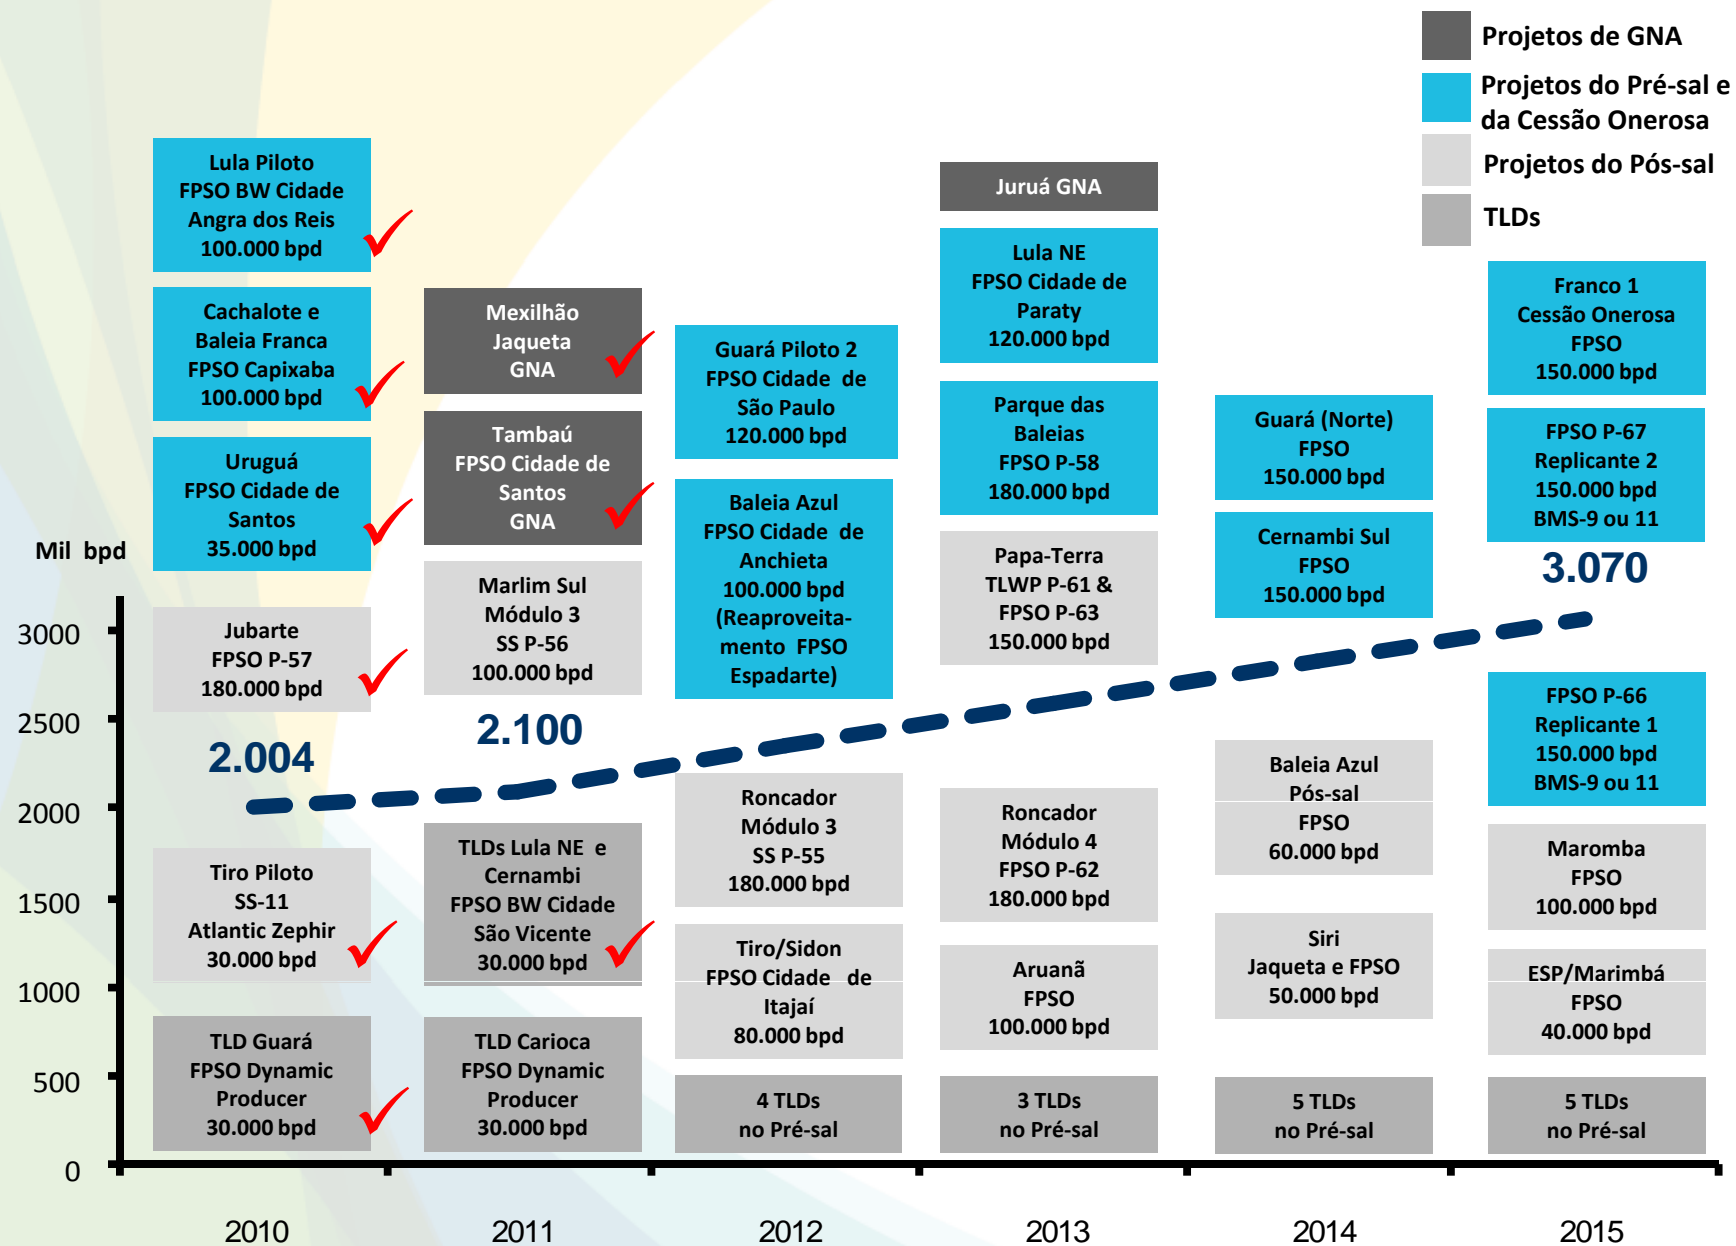 Projetos de GNA
Projetos do Pré-sal e
da Cessão Onerosa
Projetos do Pós-sal
TLDs
Mil bpd
3000
2500
2000
1500
1000
500
0
Lula Piloto
FPSO BW Cidade
Angra dos Reis
100.000 bpd
Cachalote e
Baleia Franca
FPSO Capixaba
100.000 bpd
Uruguá
FPSO Cidade de
Santos
35.000 bpd
Jubarte
FPSO P-57
180.000 bpd
2.004
Tiro Piloto
SS-11
Atlantic Zephir
30.000 bpd
TLD Guará
FPSO Dynamic
Producer
30.000 bpd
Mexilhão
Jaqueta
GNA
Tambaú
FPSO Cidade de
Santos
GNA
Marlim Sul
Módulo 3
SS P-56
100.000 bpd
2.100
TLDs Lula NE e
Cernambi
FPSO BW Cidade
São Vicente
30.000 bpd
TLD Carioca
FPSO Dynamic
Producer
30.000 bpd
Guará Piloto 2
FPSO Cidade de
São Paulo
120.000 bpd
Baleia Azul
FPSO Cidade de
Anchieta
100.000 bpd
(Reaproveita-
mento FPSO
Espadarte)
Roncador
Módulo 3
SS P-55
180.000 bpd
Tiro/Sidon
FPSO Cidade de
Itajaí
80.000 bpd
4 TLDs
no Pré-sal
Juruá GNA
Lula NE
FPSO Cidade de
Paraty
120.000 bpd
Parque das
Baleias
FPSO P-58
180.000 bpd
Papa-Terra
TLWP P-61 &
FPSO P-63
150.000 bpd
Roncador
Módulo 4
FPSO P-62
180.000 bpd
Aruanã
FPSO
100.000 bpd
3 TLDs
no Pré-sal
Guará (Norte)
FPSO
150.000 bpd
Cernambi Sul
FPSO
150.000 bpd
Baleia Azul
Pós-sal
FPSO
60.000 bpd
Siri
Jaqueta e FPSO
50.000 bpd
5 TLDs
no Pré-sal
Franco 1
Cessão Onerosa
FPSO
150.000 bpd
FPSO P-67
Replicante 2
150.000 bpd
BMS-9 ou 11
3.070
FPSO P-66
Replicante 1
150.000 bpd
BMS-9 ou 11
Maromba
FPSO
100.000 bpd
ESP/Marimbá
FPSO
40.000 bpd
5 TLDs
no Pré-sal
2010
2011
2012
2013
2014
2015